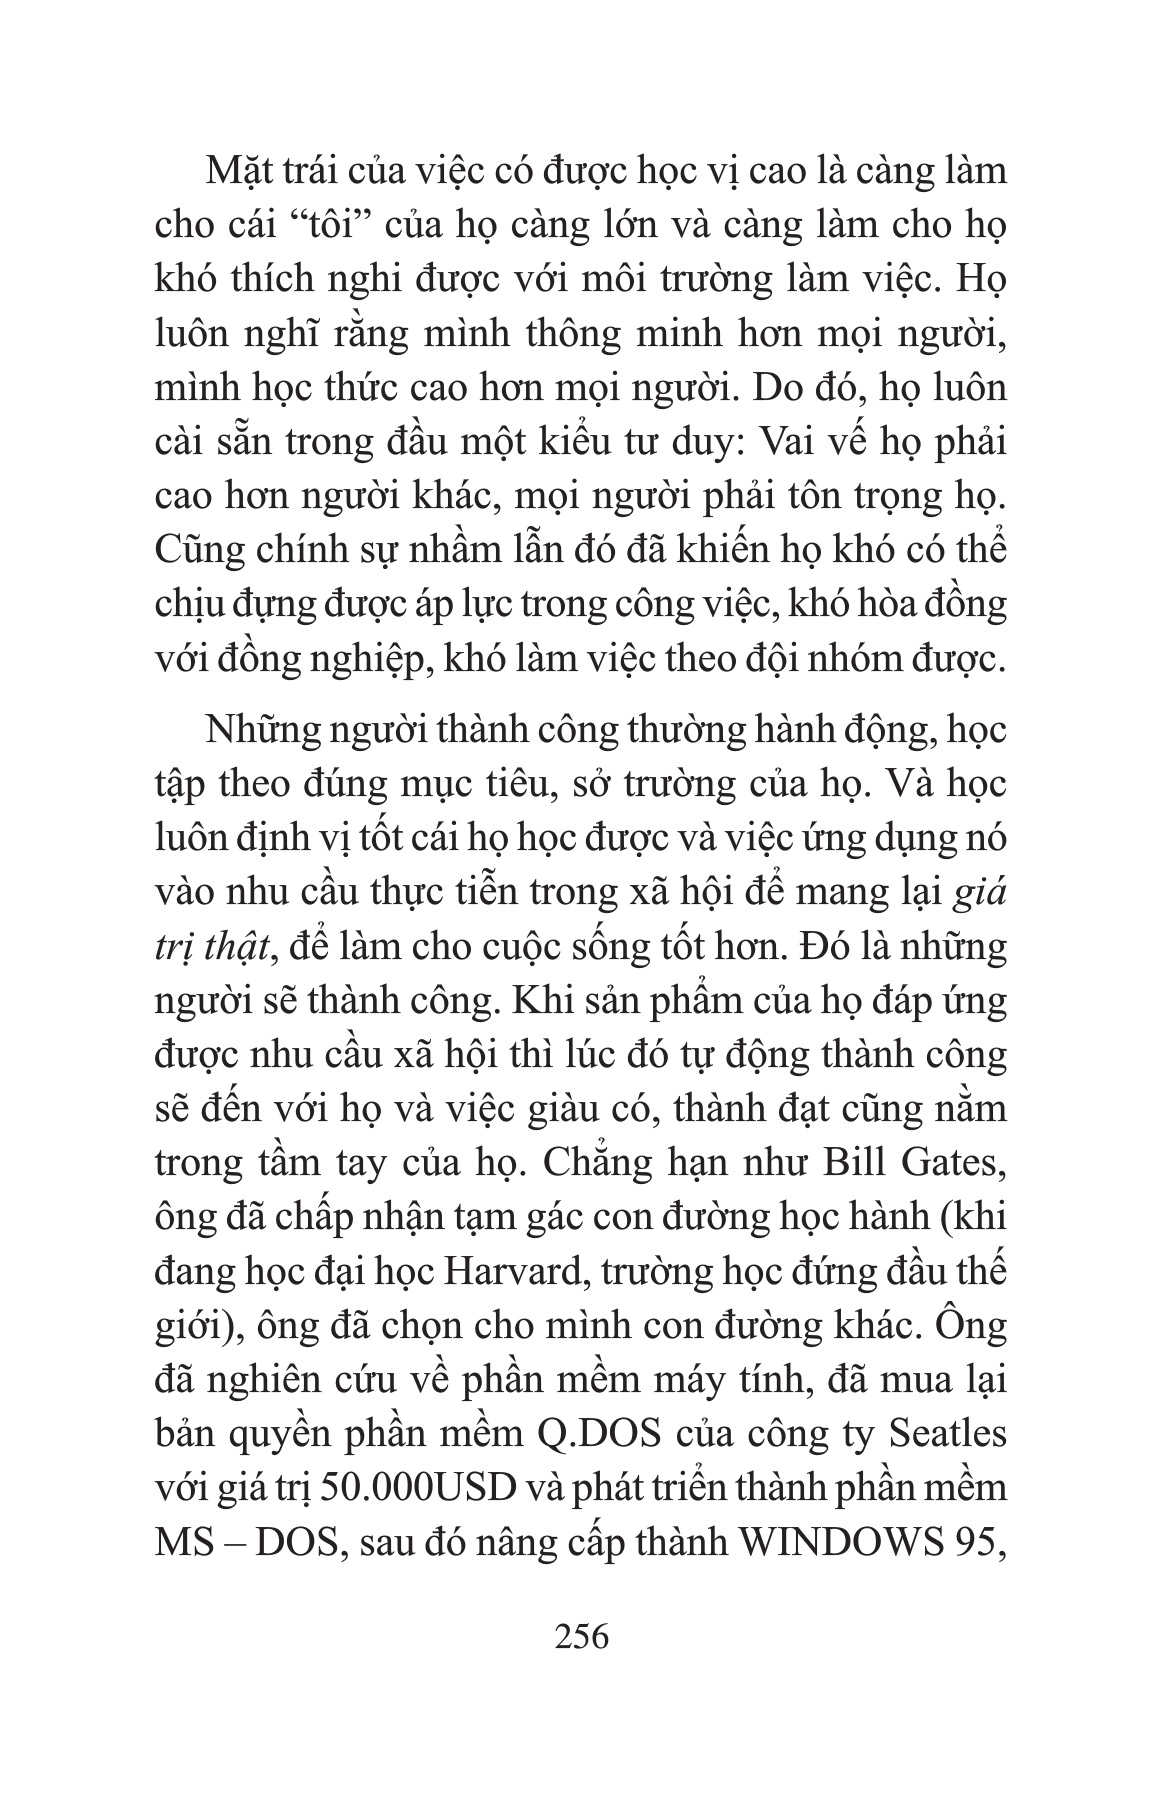 Mặt trái của việc có được học vị cao là càng làm
cho cái “tôi” của họ càng lớn và càng làm cho họ
khó thích nghi được với môi trường làm việc. Họ
luôn nghĩ rằng mình thông minh hơn mọi người,
mình học thức cao hơn mọi người. Do đó, họ luôn
cài sẵn trong đầu một kiểu tư duy: Vai vế họ phải
cao hơn người khác, mọi người phải tôn trọng họ.
Cũng chính sự nhầm lẫn đó đã khiến họ khó có thể
chịu đựng được áp lực trong công việc, khó hòa đồng
với đồng nghiệp, khó làm việc theo đội nhóm được.
Những người thành công thường hành động, học
tập theo đúng mục tiêu, sở trường của họ. Và học
luôn định vị tốt cái họ học được và việc ứng dụng nó
vào nhu cầu thực tiễn trong xã hội để mang lại giá
trị thật, để làm cho cuộc sống tốt hơn. Đó là những
người sẽ thành công. Khi sản phẩm của họ đáp ứng
được nhu cầu xã hội thì lúc đó tự động thành công
sẽ đến với họ và việc giàu có, thành đạt cũng nằm
trong tầm tay của họ. Chẳng hạn như Bill Gates,
ông đã chấp nhận tạm gác con đường học hành (khi
đang học đại học Harvard, trường học đứng đầu thế
giới), ông đã chọn cho mình con đường khác. Ông
đã nghiên cứu về phần mềm máy tính, đã mua lại
bản quyền phần mềm Q.DOS của công ty Seatles
với giá trị 50.000USD và phát triển thành phần mềm
MS – DOS, sau đó nâng cấp thành WINDOWS 95,
256